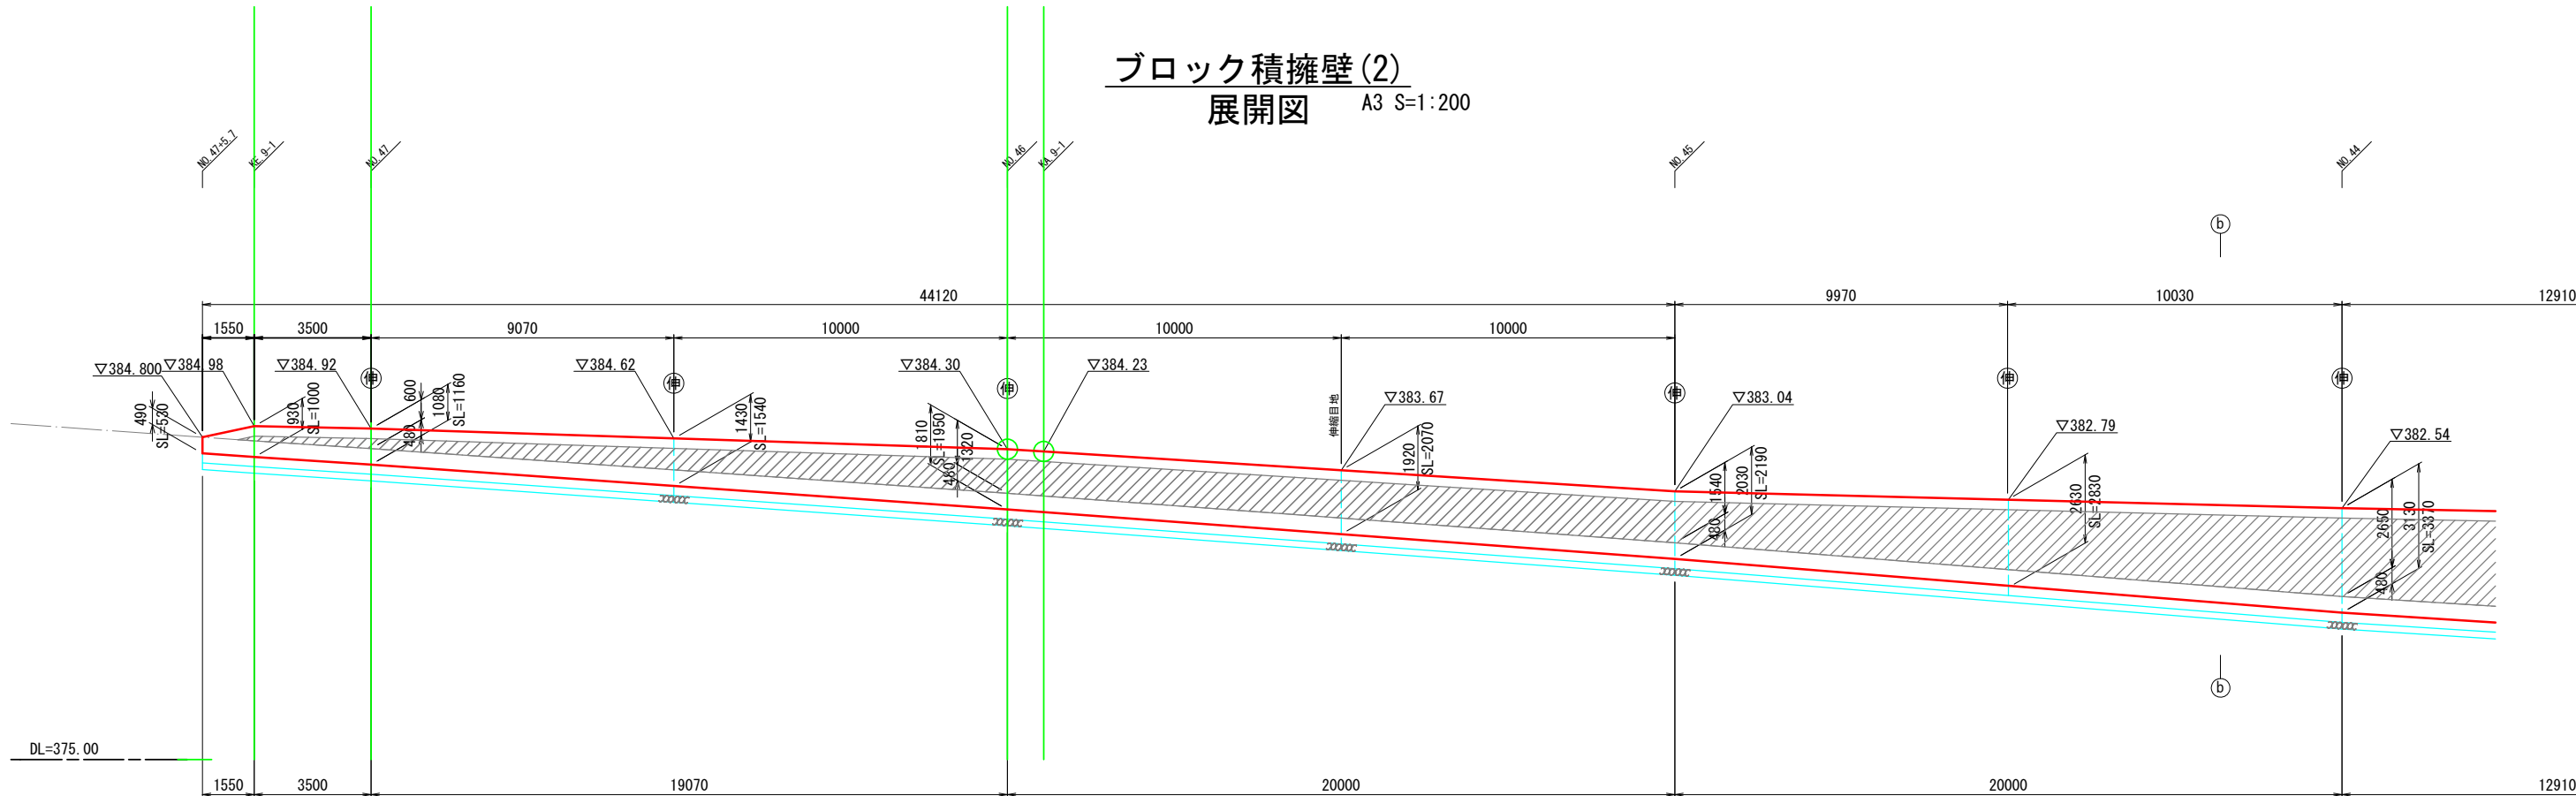 ブロック積擁壁(2)
展開図 A3 S=1:200
NO.47+5.7
KE.9-1
NO.47
NO.46
KA.9-1
NO.45
NO.44
b
44120 9970 10030 12910
1550 3500 9070 10000 10000 10000
▽384.800 ▽384.98 ▽384.92 ▽384.62 ▽384.30 ▽384.23 ▽383.67 ▽383.04 ▽382.79 ▽382.54
伸 伸 伸 伸 伸 伸
伸縮目地
490
SL=530
930
SL=1000
600
480
1080
SL=1160
1430
SL=1540
1810
SL=1950
1320
480
1920
SL=2070
1540
480
2030
SL=2190
2630
SL=2830
2650
480
3130
SL=3370
b
DL=375.00
1550 3500 19070 20000 20000 12910